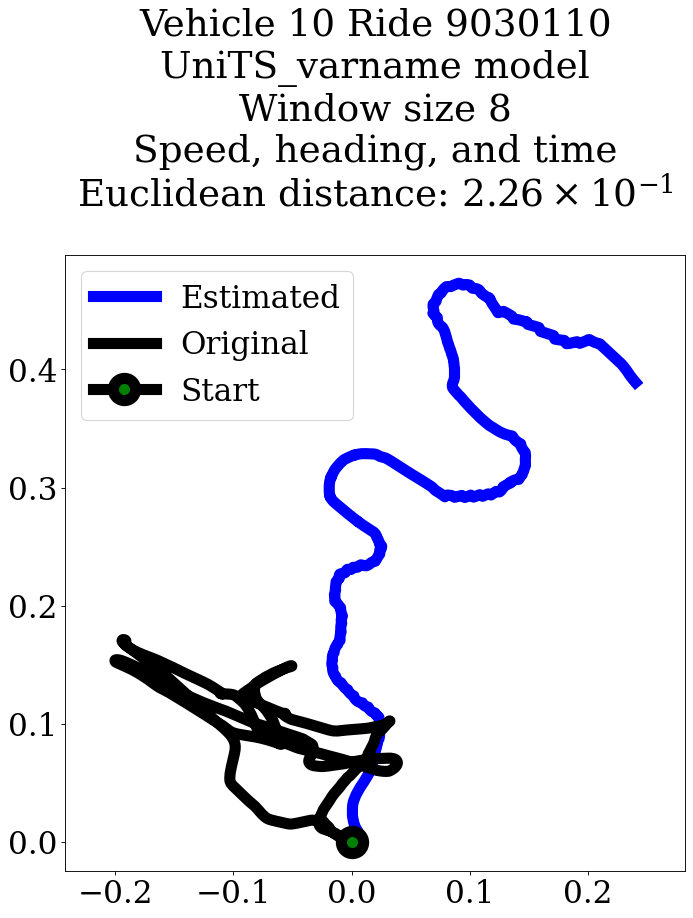 Vehicle 10 Ride 9030110
UniTS_varname model
Window size 8
Speed, heading, and time
Euclidean distance: 2.26 × 10⁻¹
Estimated
Original
Start
0.4
0.3
0.2
0.1
0.0
−0.2 −0.1 0.0 0.1 0.2